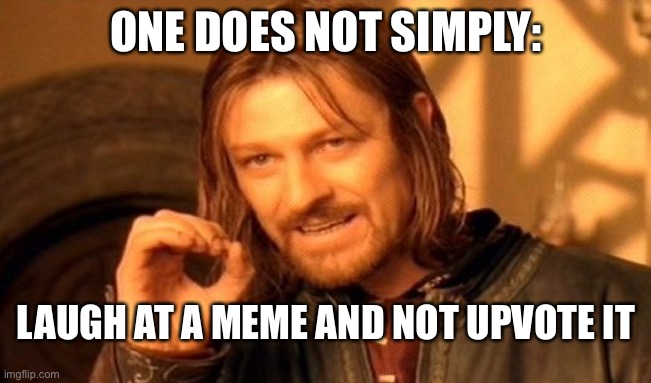 ONE DOES NOT SIMPLY:
LAUGH AT A MEME AND NOT UPVOTE IT
imgflip.com